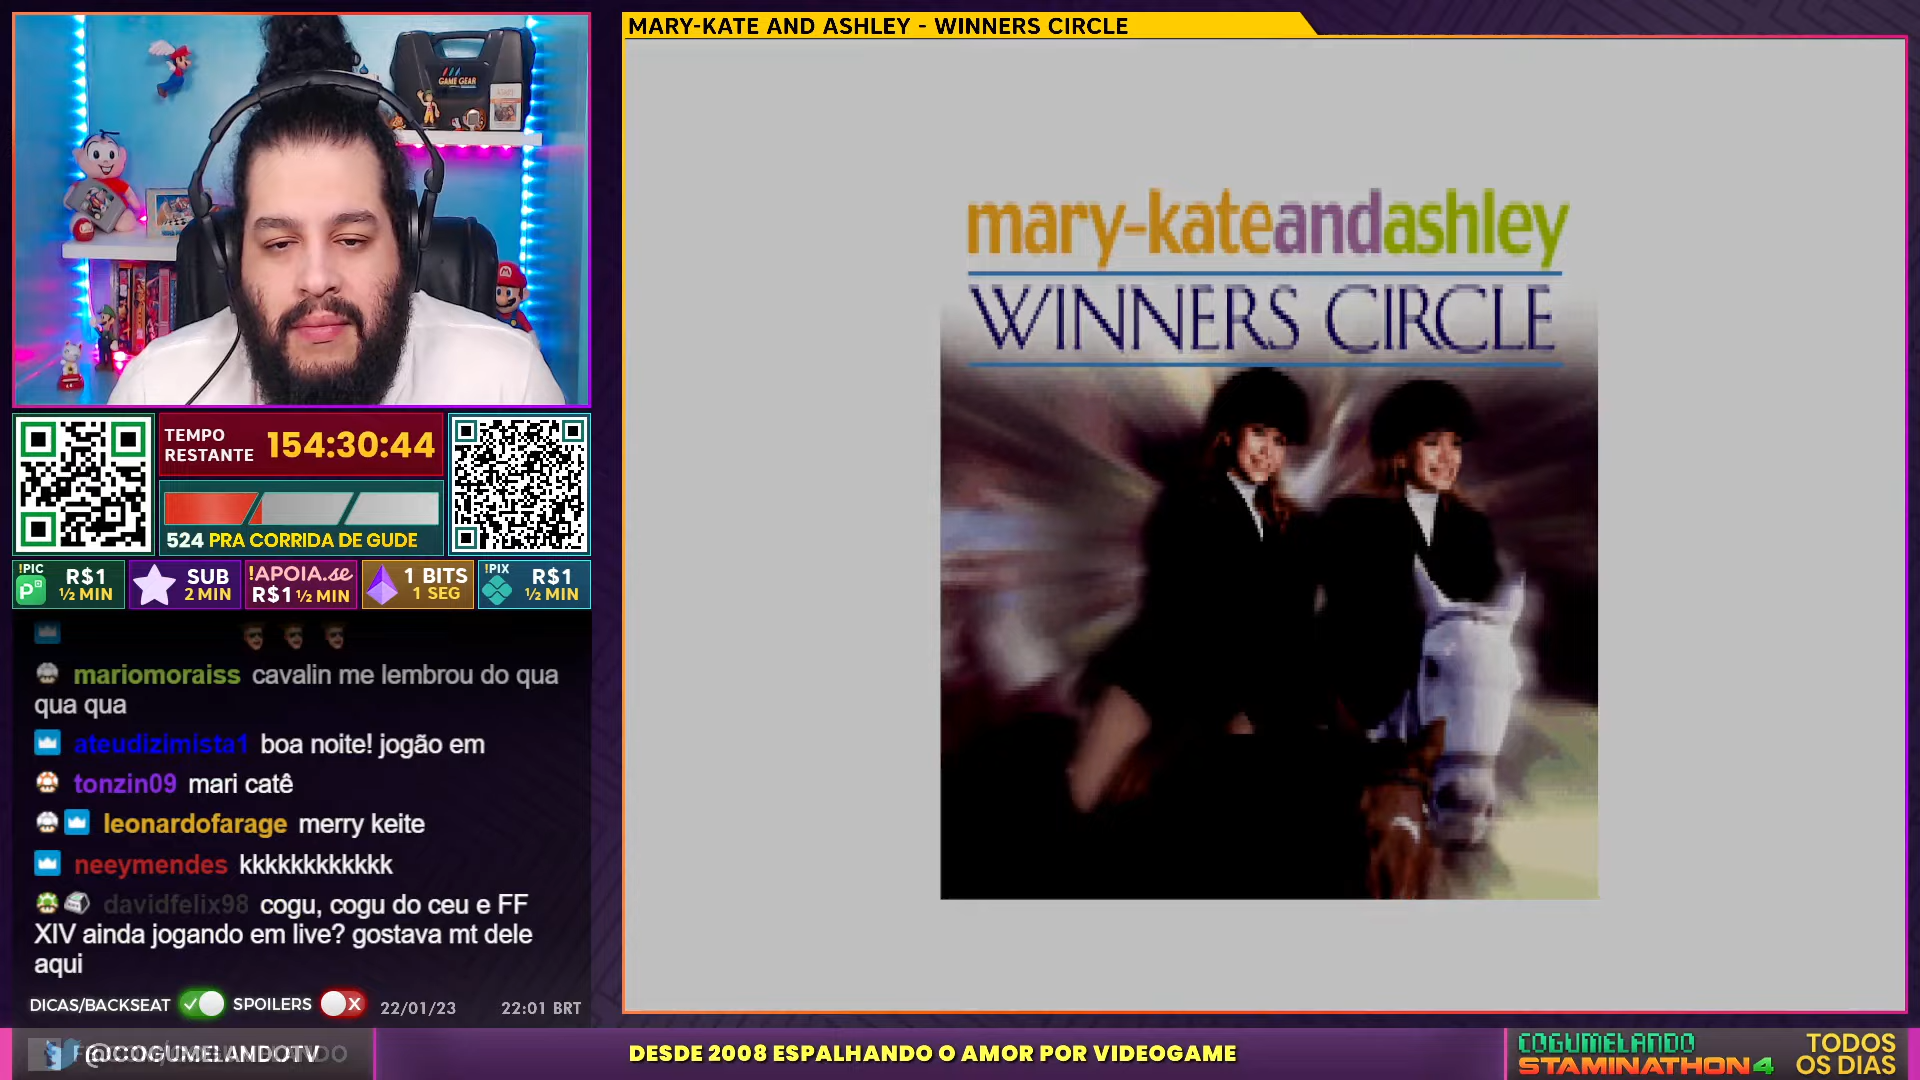 MARY-KATE AND ASHLEY - WINNERS CIRCLE
GAME GEAR
mary-kateandashley
WINNERS CIRCLE
TEMPO
RESTANTE
154:30:44
524 PRA CORRIDA DE GUDE
!PIC
R$1
½ MIN
SUB
2 MIN
!APOIA.se
R$1 ½ MIN
1 BITS
1 SEG
!PIX
R$1
½ MIN
mariomoraiss cavalin me lembrou do qua
qua qua
ateudizimista1 boa noite! jogão em
tonzin09 mari catê
leonardofarage merry keite
neeymendes kkkkkkkkkkkk
davidfelix98 cogu, cogu do ceu e FF
XIV ainda jogando em live? gostava mt dele
aqui
DICAS/BACKSEAT
SPOILERS
X
22/01/23
22:01 BRT
@COGUMELANDOTV
DESDE 2008 ESPALHANDO O AMOR POR VIDEOGAME
COGUMELANDO
STAMINATHON 4
TODOS
OS DIAS